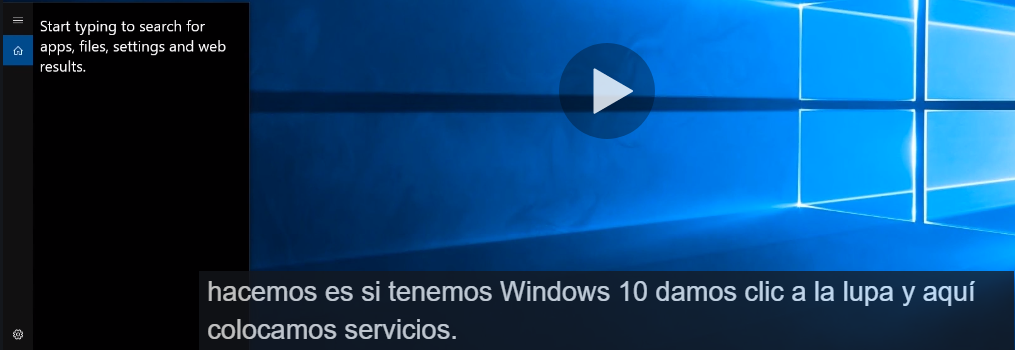 Start typing to search for
apps, files, settings and web
results.
hacemos es si tenemos Windows 10 damos clic a la lupa y aquí
colocamos servicios.